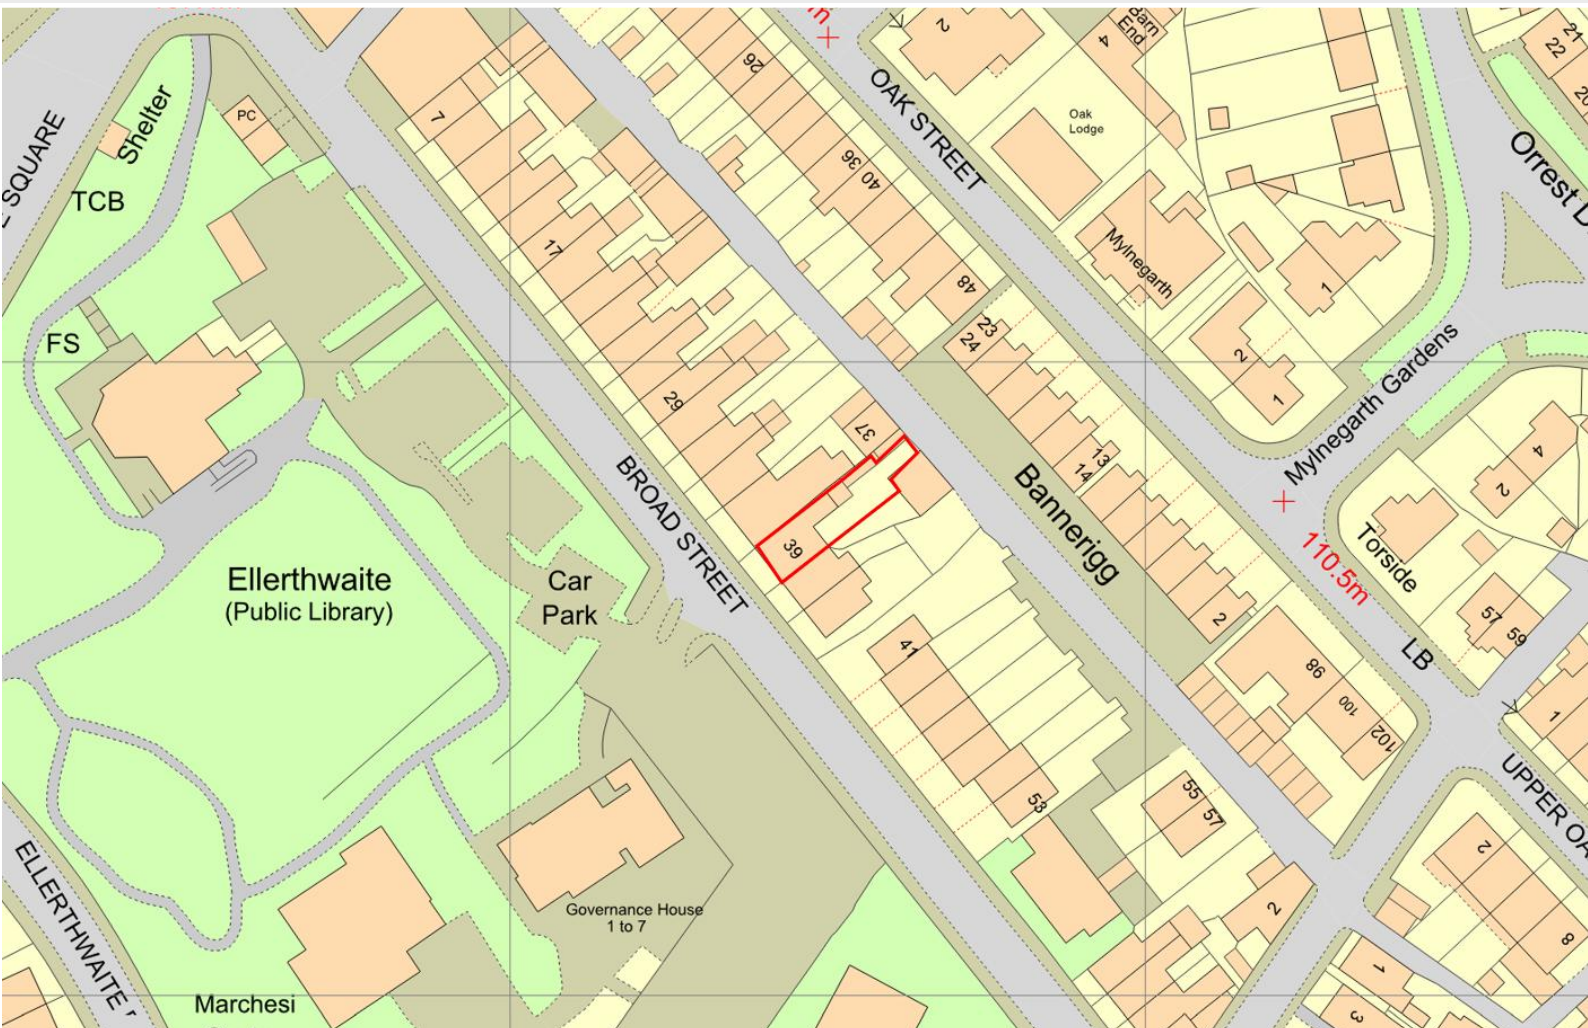 SQUARE
Shelter
TCB
PC
7
17
FS
29
26
36
40
48
OAK STREET
2
4
Barn
End
Oak
Lodge
Mylnegarth
1
2
1
21
22
20
Orrest
23
24
37
39
13
14
2
BROAD STREET
Bannerigg
Mylnegarth Gardens
4
2
Torside
110.5m
57
59
LB
Ellerthwaite
(Public Library)
Car
Park
41
53
55
57
98
100
102
1
UPPER
2
8
2
1
3
Governance House
1 to 7
ELLERTHWAITE
Marchesi